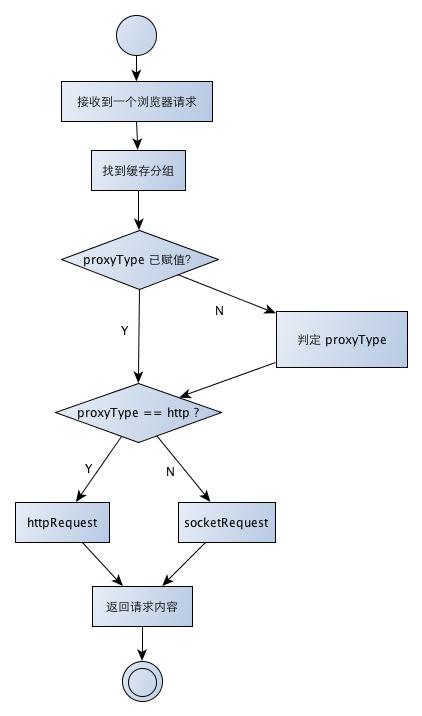 接收到一个浏览器请求
找到缓存分组
proxyType 已赋值?
N
Y
判定 proxyType
proxyType == http ?
Y
N
httpRequest
socketRequest
返回请求内容